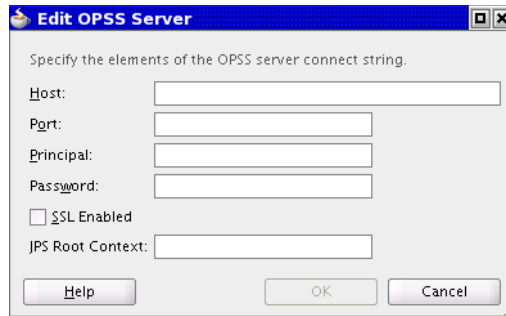 Edit OPSS Server
Specify the elements of the OPSS server connect string.
Host:
Port:
Principal:
Password:
SSL Enabled
JPS Root Context:
Help OK Cancel